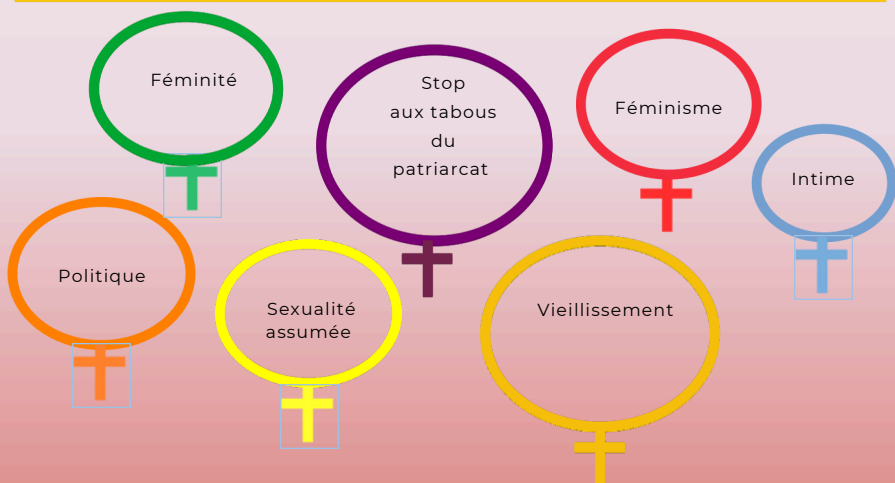 Féminité
Stop
aux tabous
du
patriarcat
Féminisme
Intime
Politique
Sexualité
assumée
Vieillissement